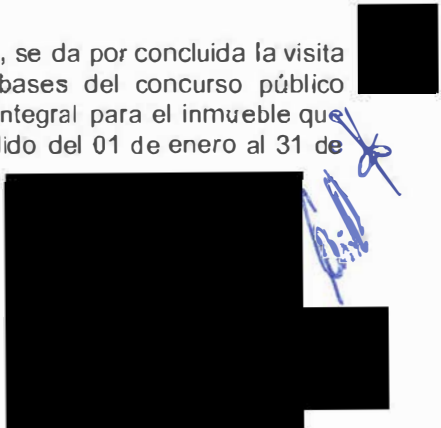 , se da por concluida la visita
bases del concurso público
ntegral para el inmueble que
dido del 01 de enero al 31 de